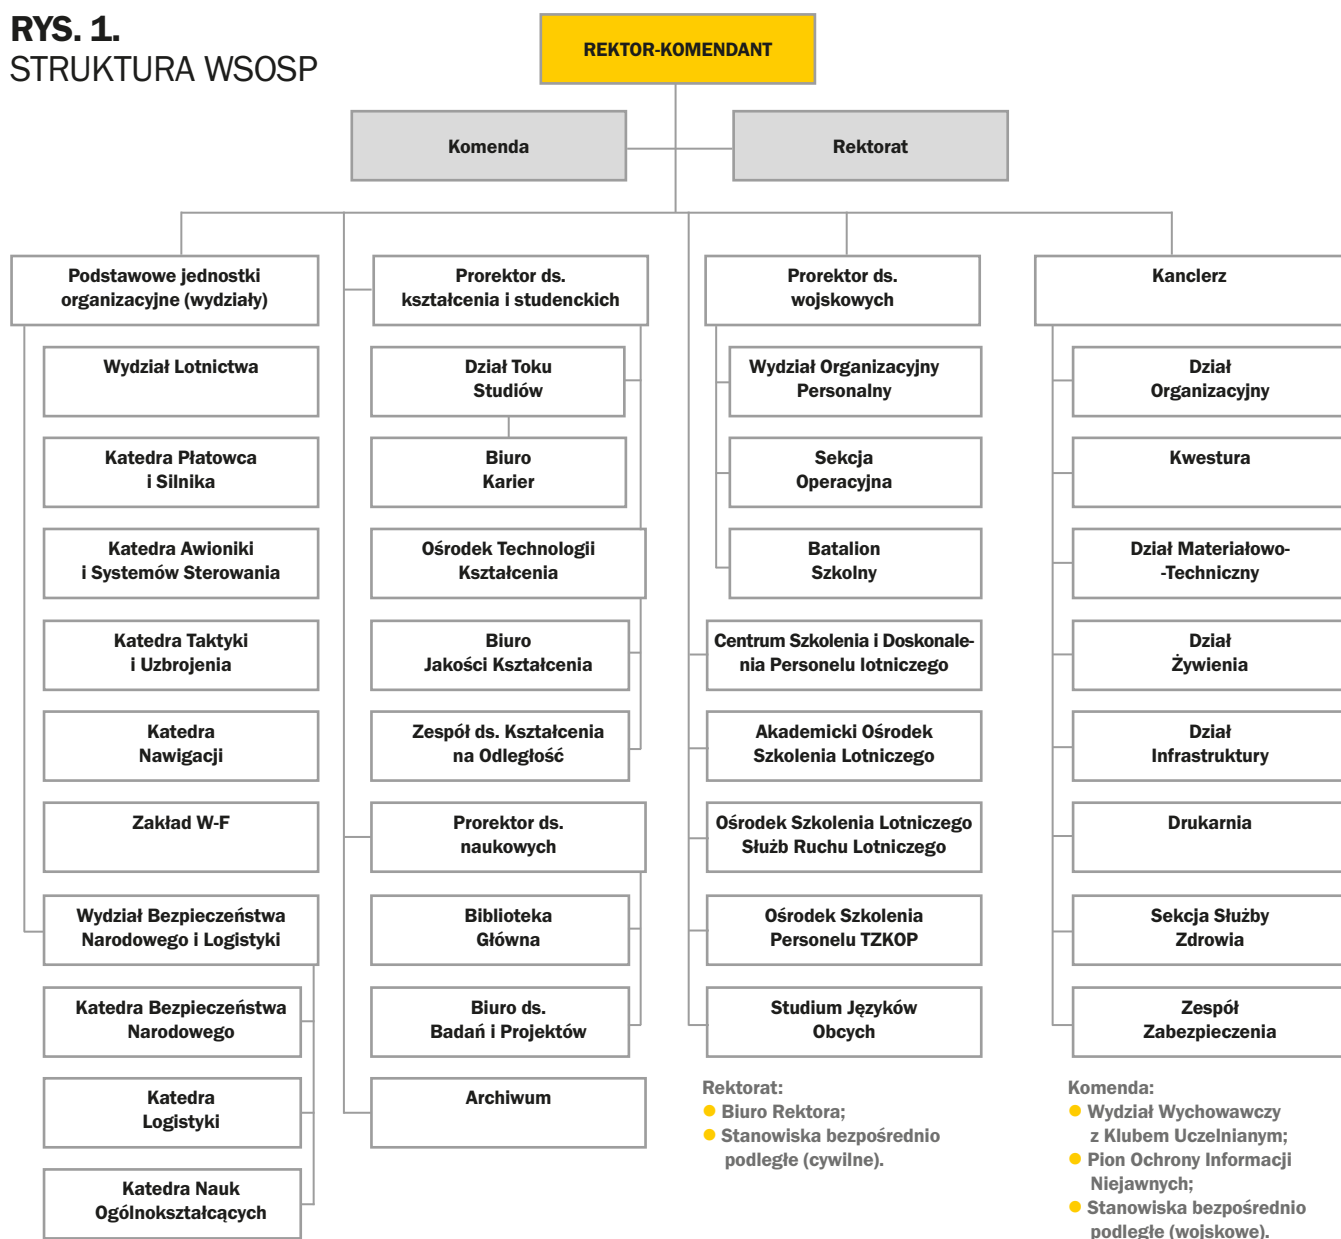 RYS. 1.
STRUKTURA WSOSP
REKTOR-KOMENDANT
Komenda
Rektorat
Podstawowe jednostki
organizacyjne (wydziały)
Wydział Lotnictwa
Katedra Płatowca
i Silnika
Katedra Awioniki
i Systemów Sterowania
Katedra Taktyki
i Uzbrojenia
Katedra
Nawigacji
Zakład W-F
Wydział Bezpieczeństwa
Narodowego i Logistyki
Katedra Bezpieczeństwa
Narodowego
Katedra
Logistyki
Katedra Nauk
Ogólnokształcących
Prorektor ds.
kształcenia i studenckich
Dział Toku
Studiów
Biuro
Karier
Ośrodek Technologii
Kształcenia
Biuro
Jakości Kształcenia
Zespół ds. Kształcenia
na Odległość
Prorektor ds.
naukowych
Biblioteka
Główna
Biuro ds.
Badań i Projektów
Archiwum
Prorektor ds.
wojskowych
Wydział Organizacyjny
Personalny
Sekcja
Operacyjna
Batalion
Szkolny
Centrum Szkolenia i Doskonale-
nia Personelu lotniczego
Akademicki Ośrodek
Szkolenia Lotniczego
Ośrodek Szkolenia Lotniczego
Służb Ruchu Lotniczego
Ośrodek Szkolenia
Personelu TZKOP
Studium Języków
Obcych
Kanclerz
Dział
Organizacyjny
Kwestura
Dział Materiałowo-
-Techniczny
Dział
Żywienia
Dział
Infrastruktury
Drukarnia
Sekcja Służby
Zdrowia
Zespół
Zabezpieczenia
Rektorat:
● Biuro Rektora;
● Stanowiska bezpośrednio
podległe (cywilne).
Komenda:
● Wydział Wychowawczy
z Klubem Uczelnianym;
● Pion Ochrony Informacji
Niejawnych;
● Stanowiska bezpośrednio
podległe (wojskowe).